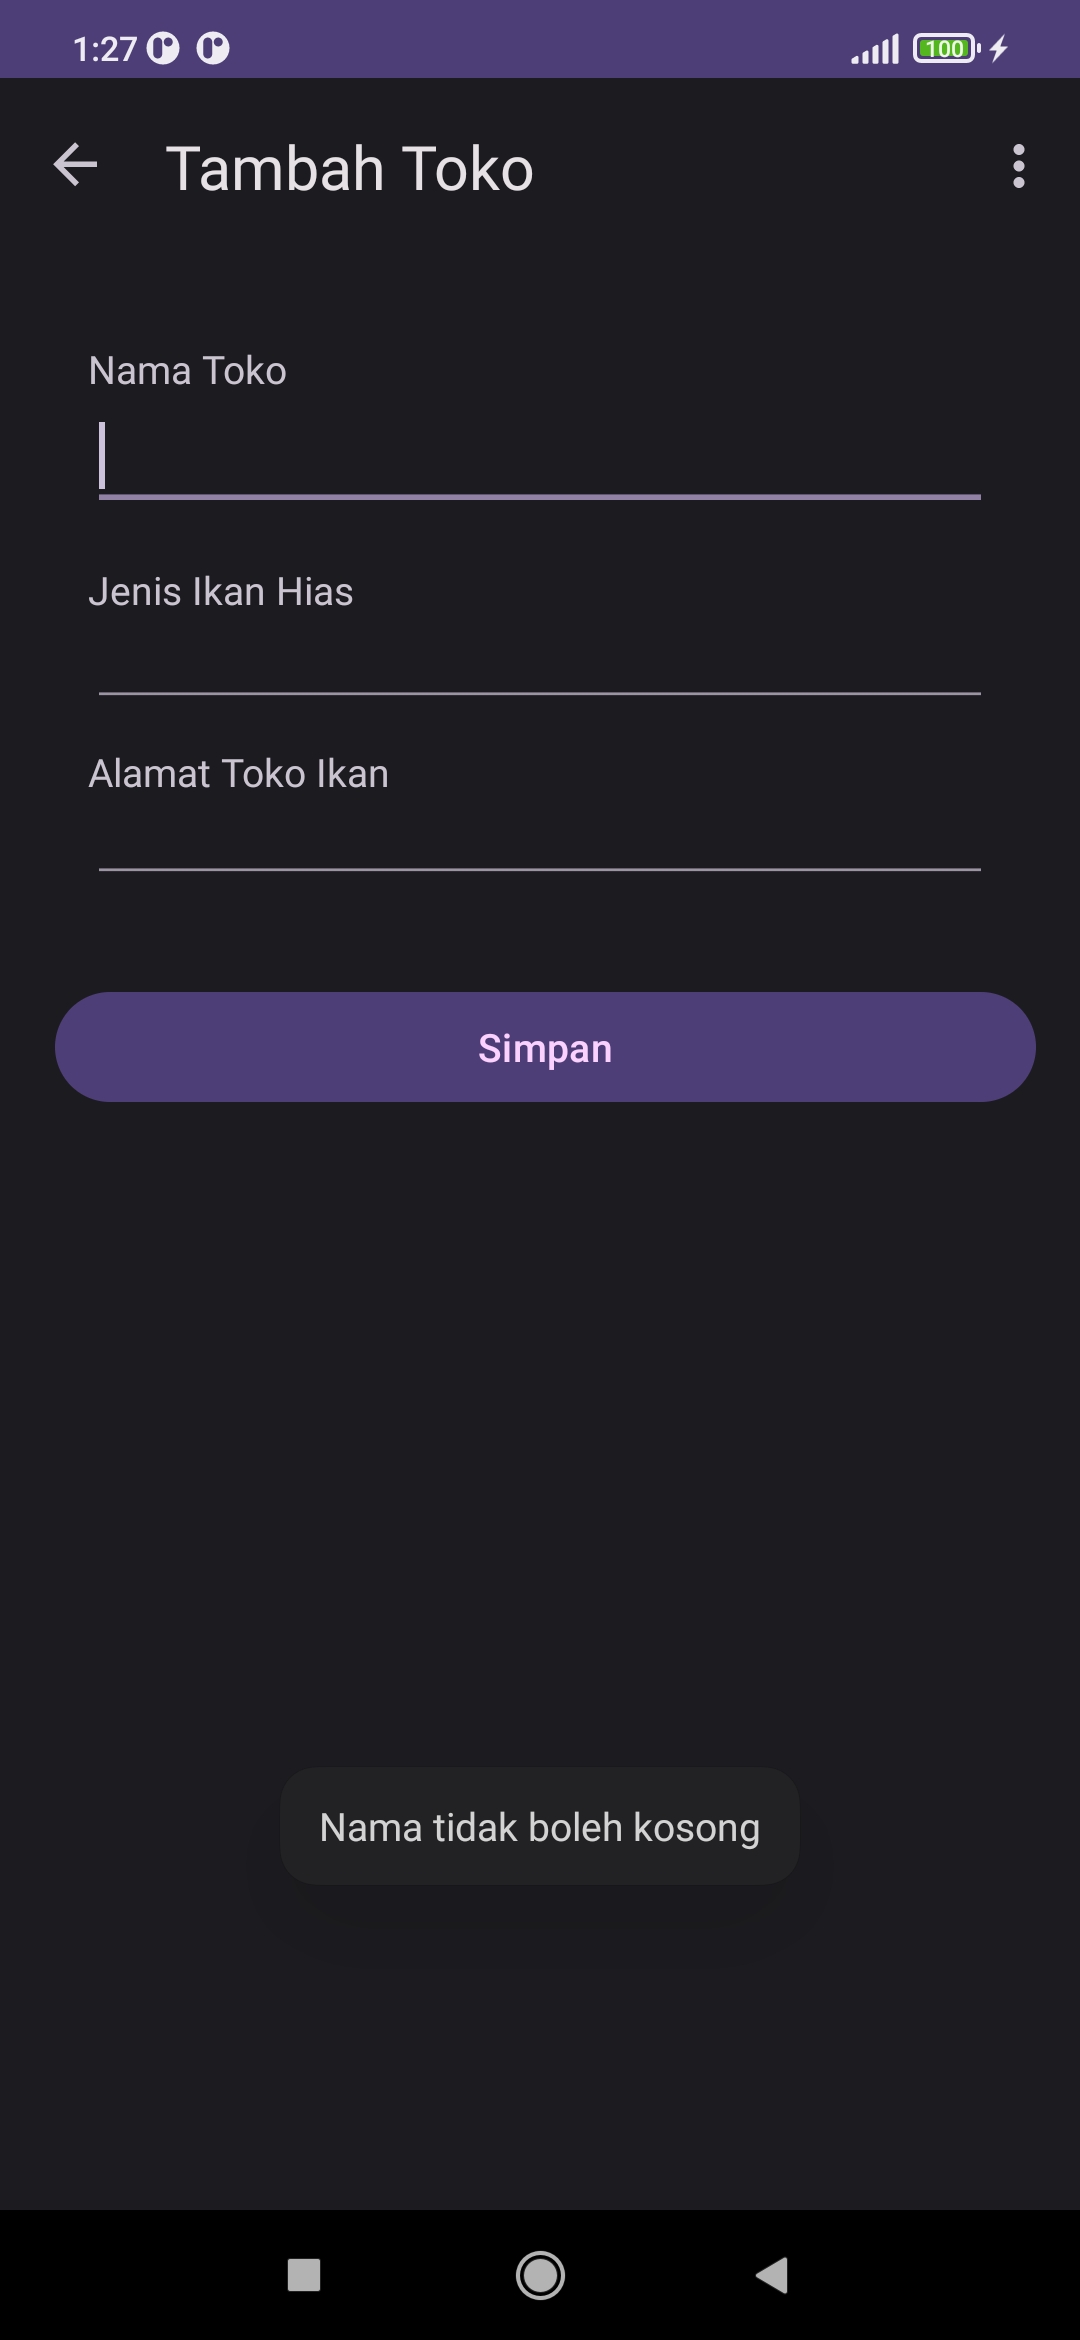 1:27
100
Tambah Toko
Nama Toko
Jenis Ikan Hias
Alamat Toko Ikan
Simpan
Nama tidak boleh kosong